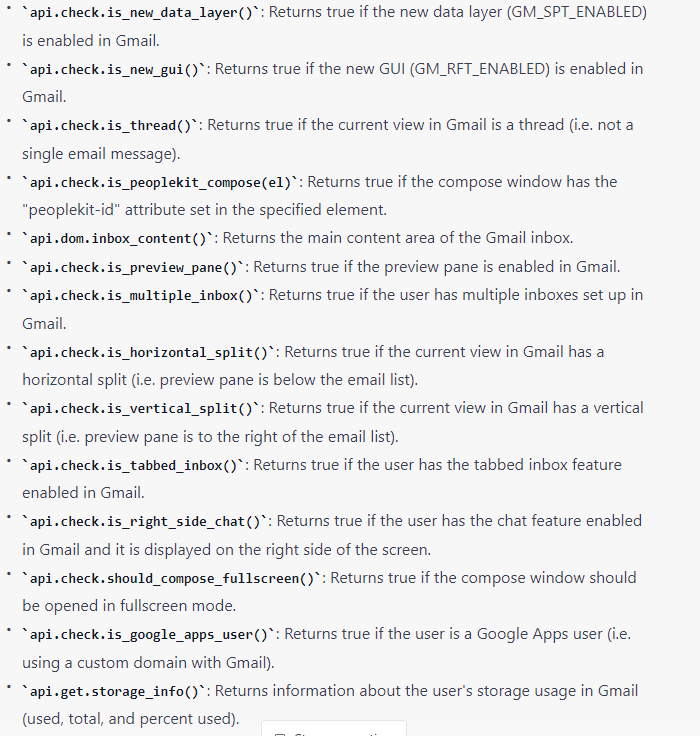 • `api.check.is_new_data_layer()`: Returns true if the new data layer (GM_SPT_ENABLED)
is enabled in Gmail.
• `api.check.is_new_gui()`: Returns true if the new GUI (GM_RFT_ENABLED) is enabled in
Gmail.
• `api.check.is_thread()`: Returns true if the current view in Gmail is a thread (i.e. not a
single email message).
• `api.check.is_peoplekit_compose(el)`: Returns true if the compose window has the
"peoplekit-id" attribute set in the specified element.
• `api.dom.inbox_content()`: Returns the main content area of the Gmail inbox.
• `api.check.is_preview_pane()`: Returns true if the preview pane is enabled in Gmail.
• `api.check.is_multiple_inbox()`: Returns true if the user has multiple inboxes set up in
Gmail.
• `api.check.is_horizontal_split()`: Returns true if the current view in Gmail has a
horizontal split (i.e. preview pane is below the email list).
• `api.check.is_vertical_split()`: Returns true if the current view in Gmail has a vertical
split (i.e. preview pane is to the right of the email list).
• `api.check.is_tabbed_inbox()`: Returns true if the user has the tabbed inbox feature
enabled in Gmail.
• `api.check.is_right_side_chat()`: Returns true if the user has the chat feature enabled
in Gmail and it is displayed on the right side of the screen.
• `api.check.should_compose_fullscreen()`: Returns true if the compose window should
be opened in fullscreen mode.
• `api.check.is_google_apps_user()`: Returns true if the user is a Google Apps user (i.e.
using a custom domain with Gmail).
• `api.get.storage_info()`: Returns information about the user's storage usage in Gmail
(used, total, and percent used).